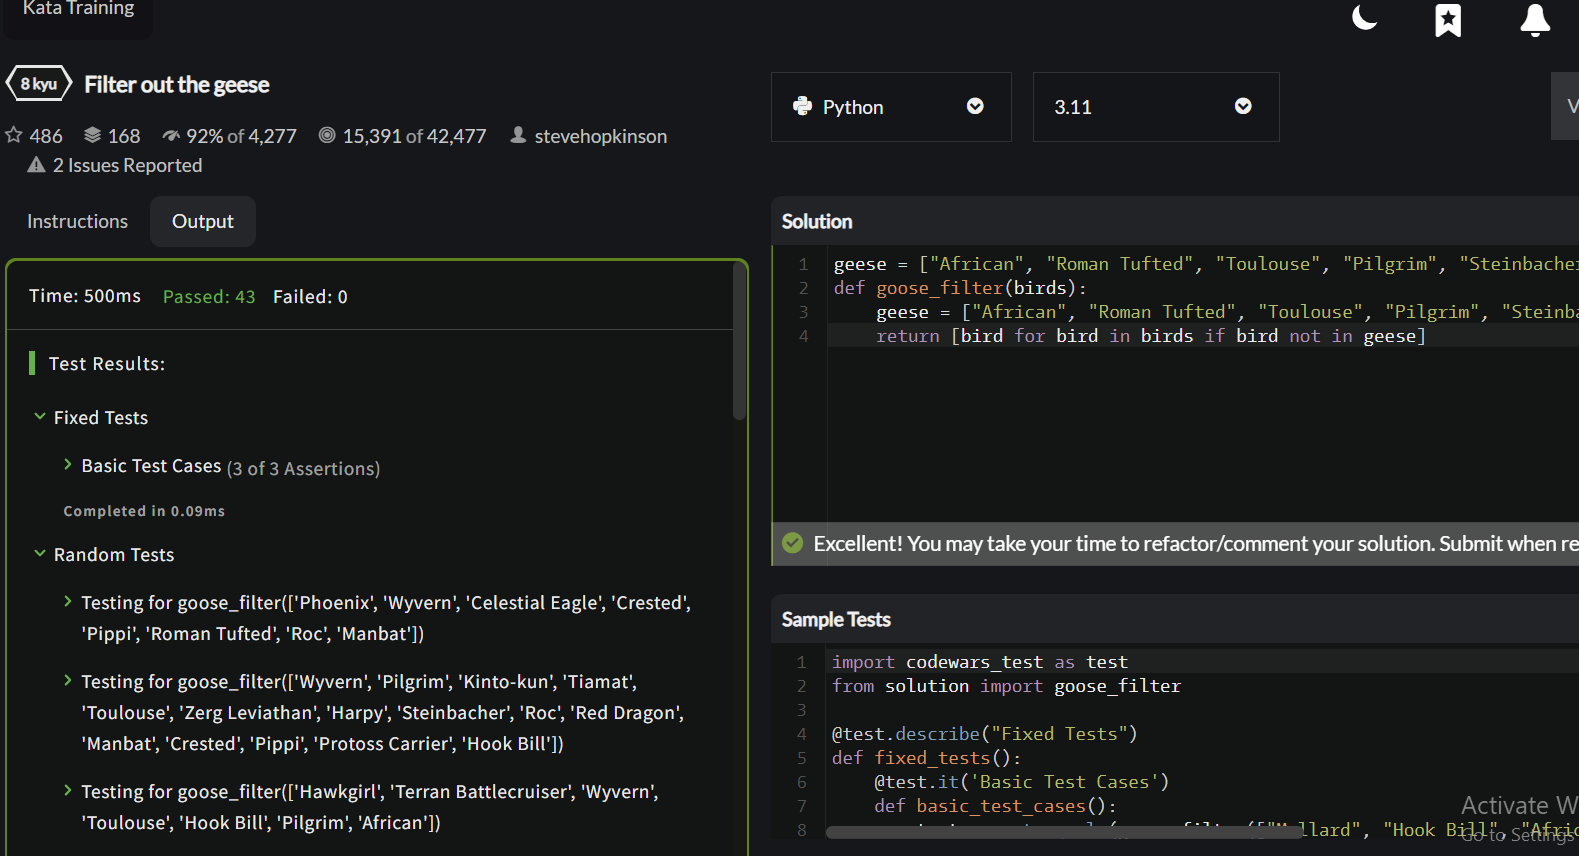 Kata Training
8 kyu Filter out the geese
486 168 92% of 4,277 15,391 of 42,477 stevehopkinson
2 Issues Reported
Instructions Output
Time: 500ms Passed: 43 Failed: 0
Test Results:
Fixed Tests
Basic Test Cases (3 of 3 Assertions)
Completed in 0.09ms
Random Tests
Testing for goose_filter(['Phoenix', 'Wyvern', 'Celestial Eagle', 'Crested',
'Pippi', 'Roman Tufted', 'Roc', 'Manbat'])
Testing for goose_filter(['Wyvern', 'Pilgrim', 'Kinto-kun', 'Tiamat',
'Toulouse', 'Zerg Leviathan', 'Harpy', 'Steinbacher', 'Roc', 'Red Dragon',
'Manbat', 'Crested', 'Pippi', 'Protoss Carrier', 'Hook Bill'])
Testing for goose_filter(['Hawkgirl', 'Terran Battlecruiser', 'Wyvern',
'Toulouse', 'Hook Bill', 'Pilgrim', 'African'])
Python 3.11 V
Solution
1 geese = ["African", "Roman Tufted", "Toulouse", "Pilgrim", "Steinbache
2 def goose_filter(birds):
3 geese = ["African", "Roman Tufted", "Toulouse", "Pilgrim", "Steinba
4 return [bird for bird in birds if bird not in geese]
Excellent! You may take your time to refactor/comment your solution. Submit when re
Sample Tests
1 import codewars_test as test
2 from solution import goose_filter
3
4 @test.describe("Fixed Tests")
5 def fixed_tests():
6 @test.it('Basic Test Cases')
7 def basic_test_cases():
8 "Mallard", "Hook Bill", "Afric
Activate W
Go to Settings